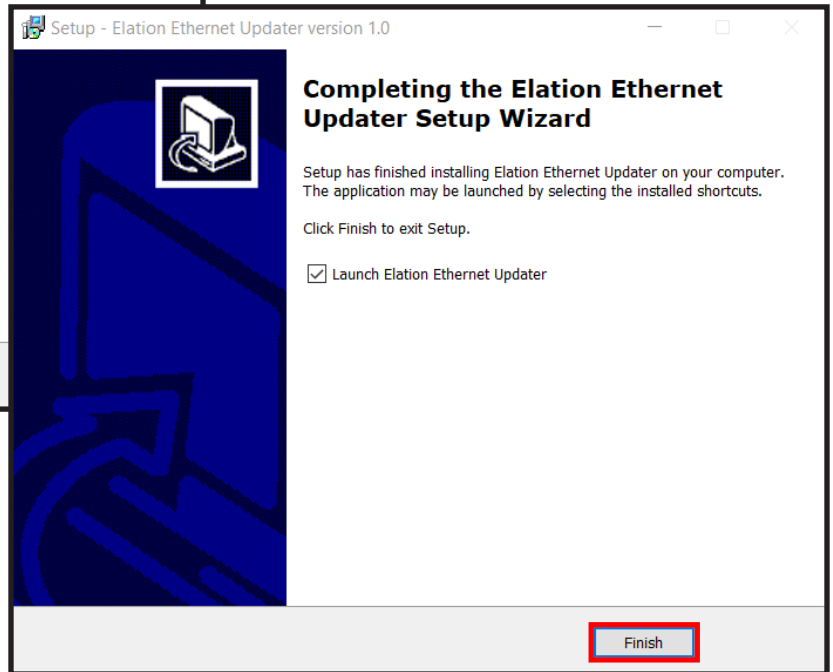 Setup - Elation Ethernet Updater version 1.0
Completing the Elation Ethernet
Updater Setup Wizard
Setup has finished installing Elation Ethernet Updater on your computer.
The application may be launched by selecting the installed shortcuts.
Click Finish to exit Setup.
Launch Elation Ethernet Updater
Finish